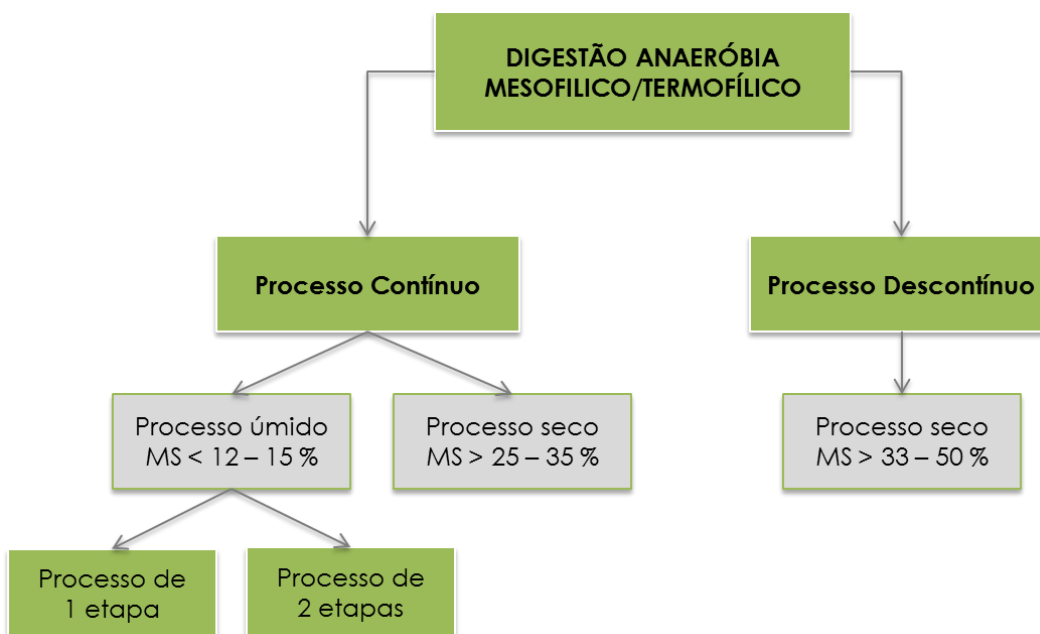 DIGESTÃO ANAERÓBIA
MESOFILICO/TERMOFÍLICO
Processo Contínuo
Processo Descontínuo
Processo úmido
MS < 12 – 15 %
Processo seco
MS > 25 – 35 %
Processo seco
MS > 33 – 50 %
Processo de
1 etapa
Processo de
2 etapas